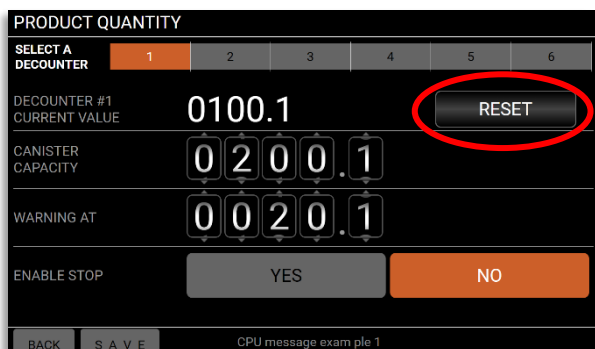 PRODUCT QUANTITY
SELECT A
DECOUNTER
1 2 3 4 5 6
DECOUNTER #1
CURRENT VALUE
0100.1 RESET
CANISTER
CAPACITY
0200.1
WARNING AT 0020.1
ENABLE STOP YES NO
BACK S A V E CPU message exam ple 1